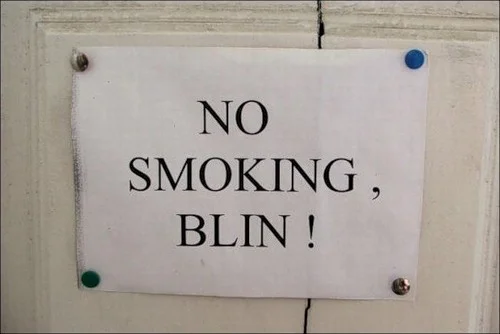 NO
SMOKING ,
BLIN !